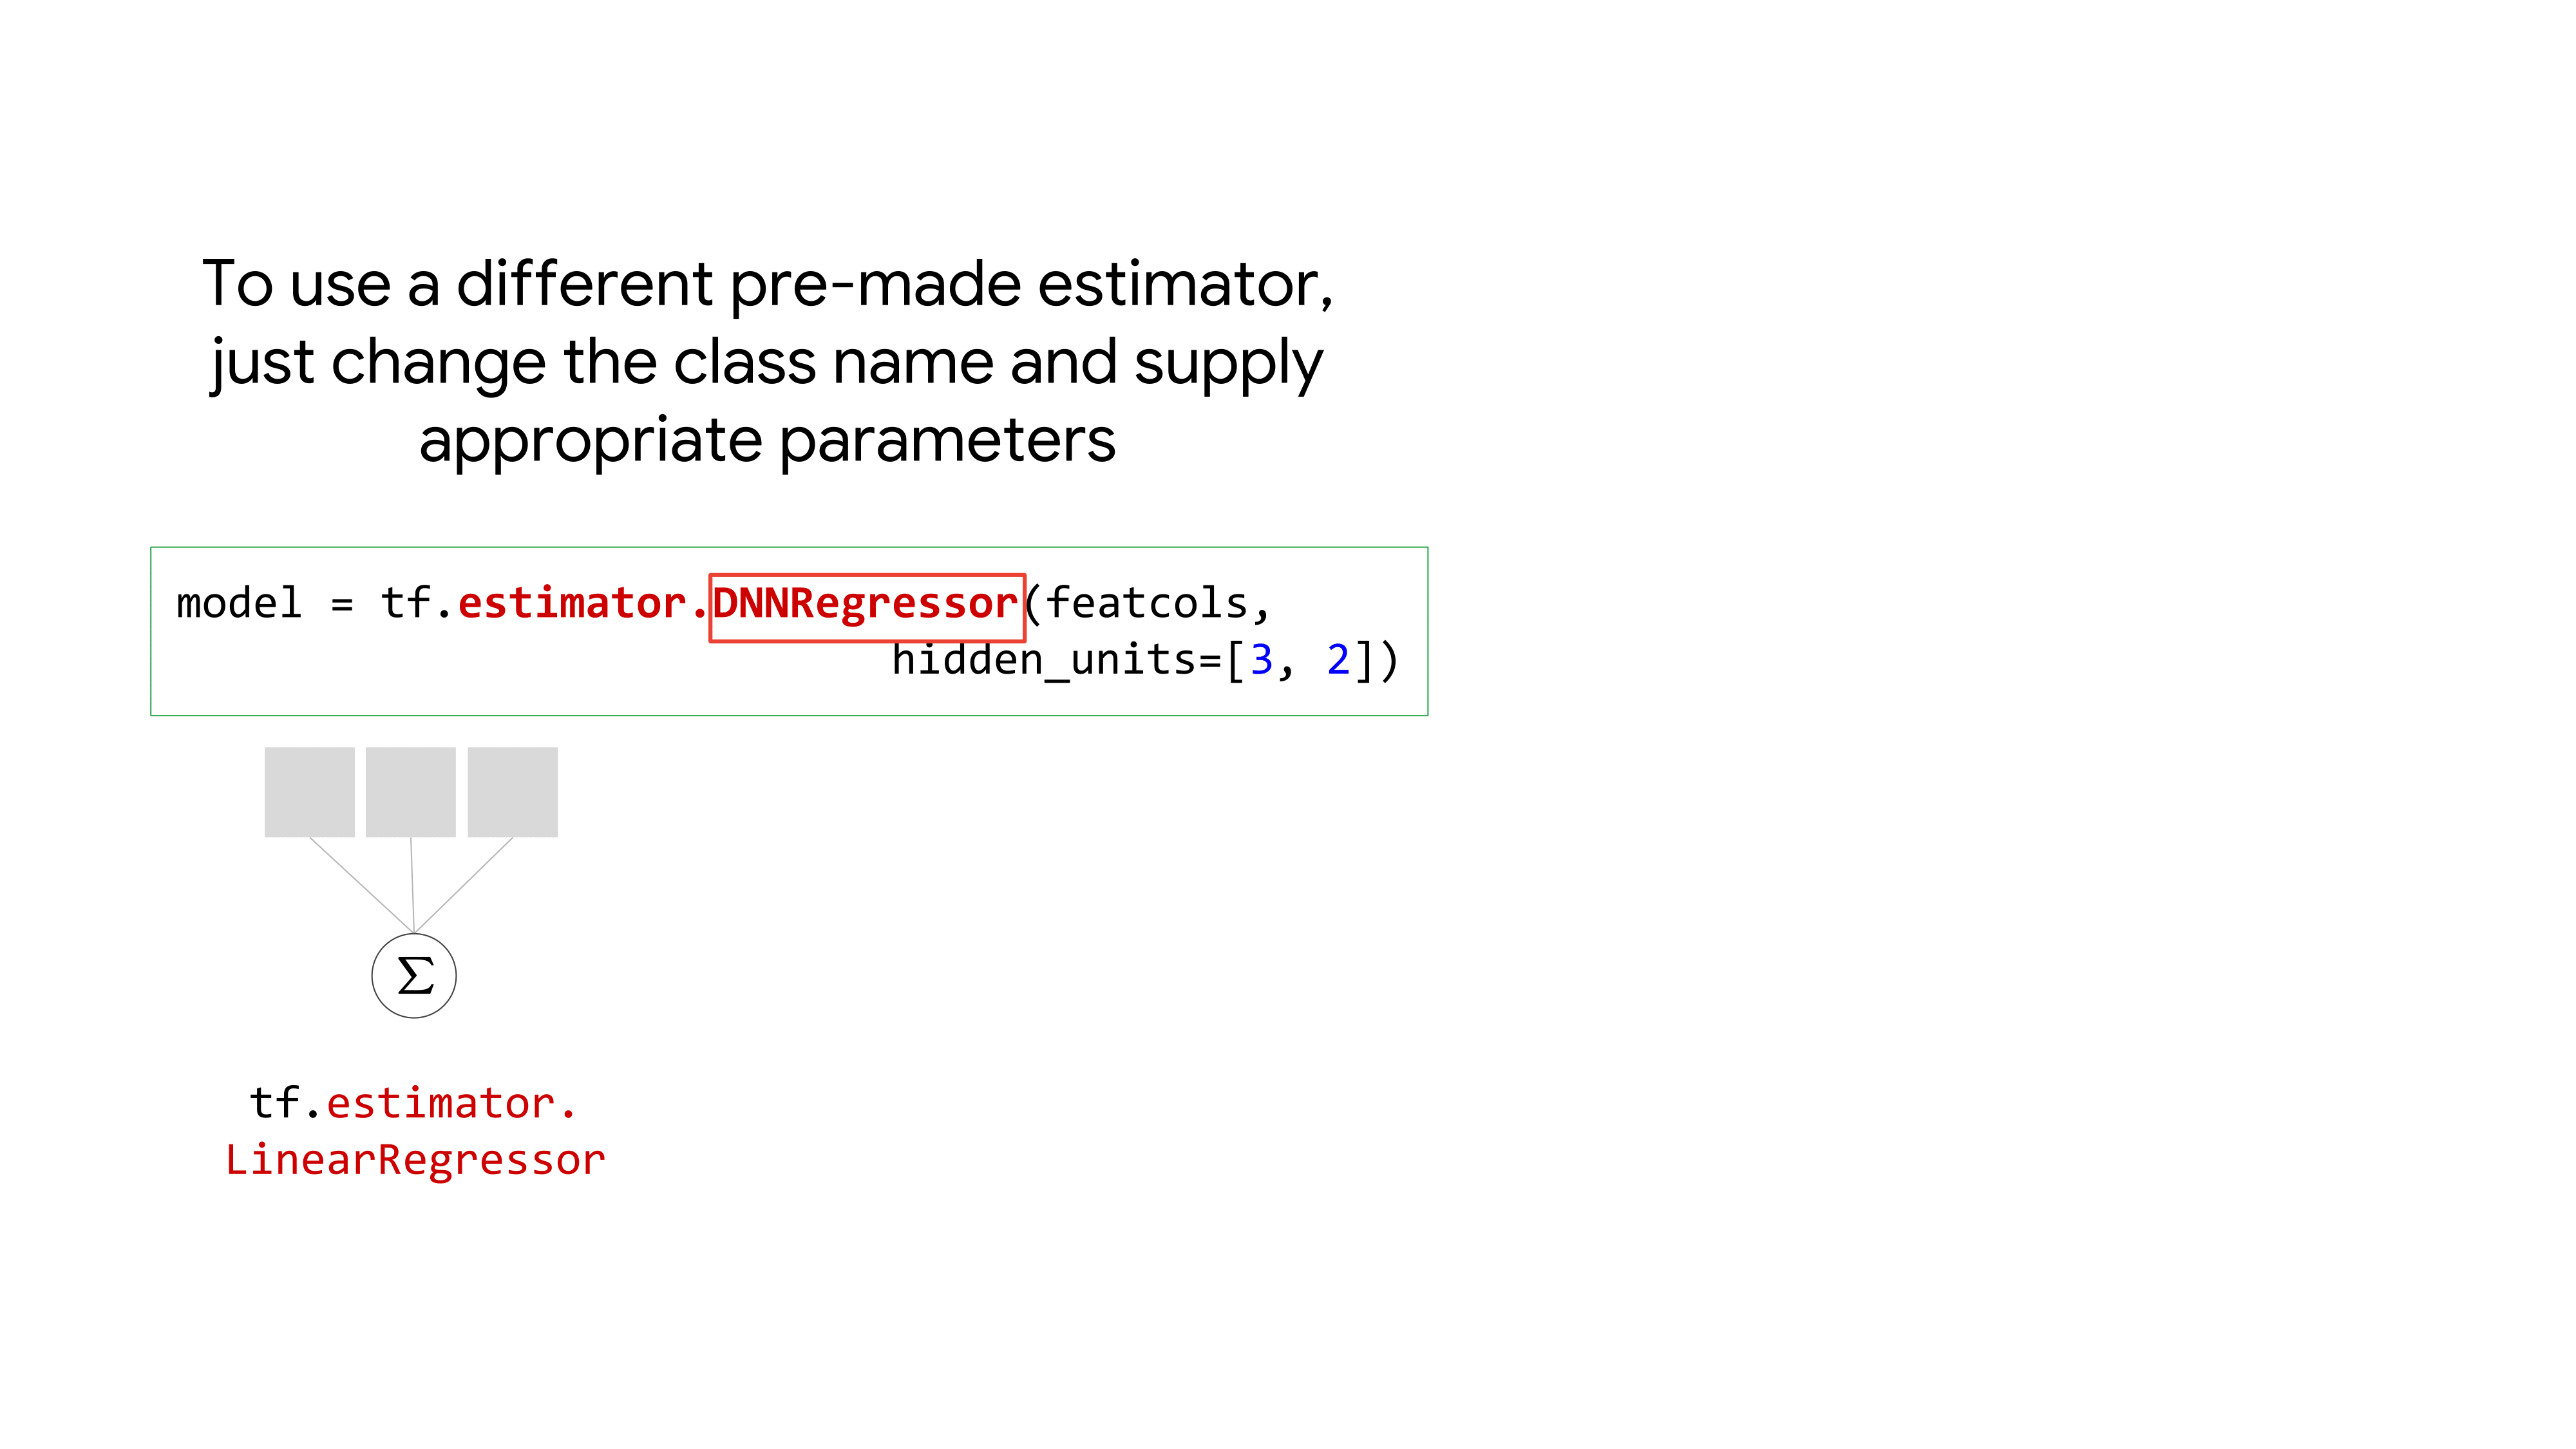 To use a different pre-made estimator,
just change the class name and supply
appropriate parameters
model = tf.estimator.DNNRegressor(featcols,
hidden_units=[3, 2])
Σ
tf.estimator.
LinearRegressor